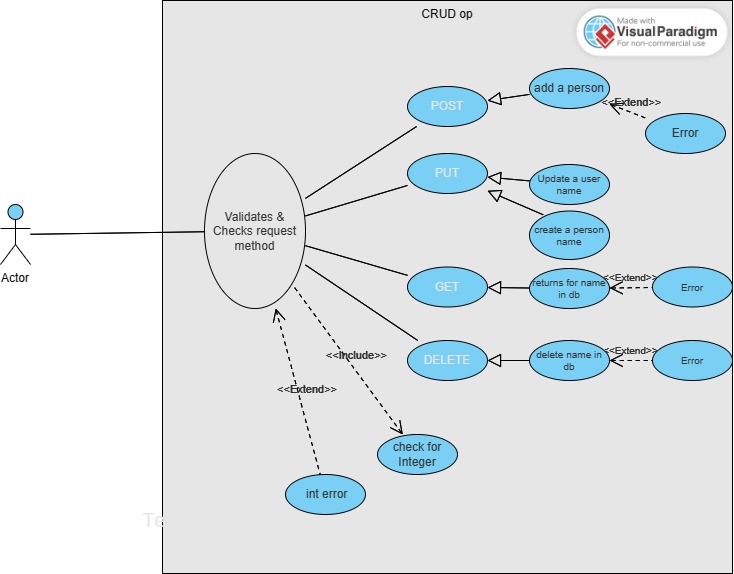 CRUD op
Made with
Visual Paradigm
For non-commercial use
POST
add a person
<<Extend>>
Error
PUT
Update a user
name
create a person
name
Validates &
Checks request
method
Actor
GET
returns for name
in db
<<Extend>>
Error
DELETE
delete name in
db
<<Extend>>
Error
<<Include>>
<<Extend>>
check for
Integer
int error